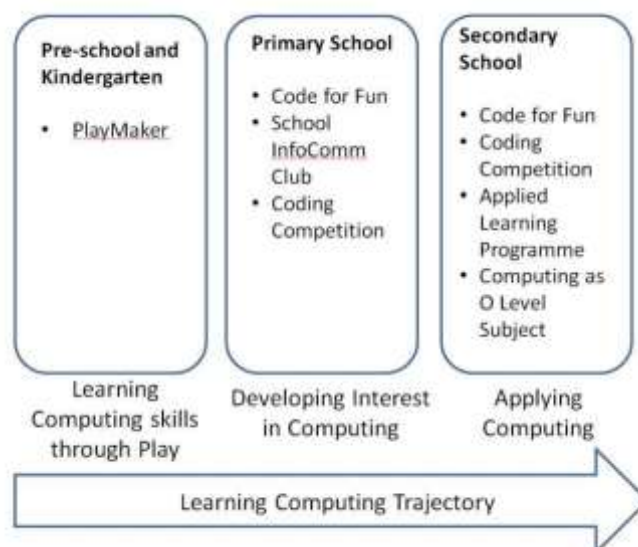 Pre-school and
Kindergarten
• PlayMaker
Learning
Computing skills
through Play
Primary School
• Code for Fun
• School
InfoComm
Club
• Coding
Competition
Developing Interest
in Computing
Secondary
School
• Code for Fun
• Coding
Competition
• Applied
Learning
Programme
• Computing as
O Level
Subject
Applying
Computing
Learning Computing Trajectory